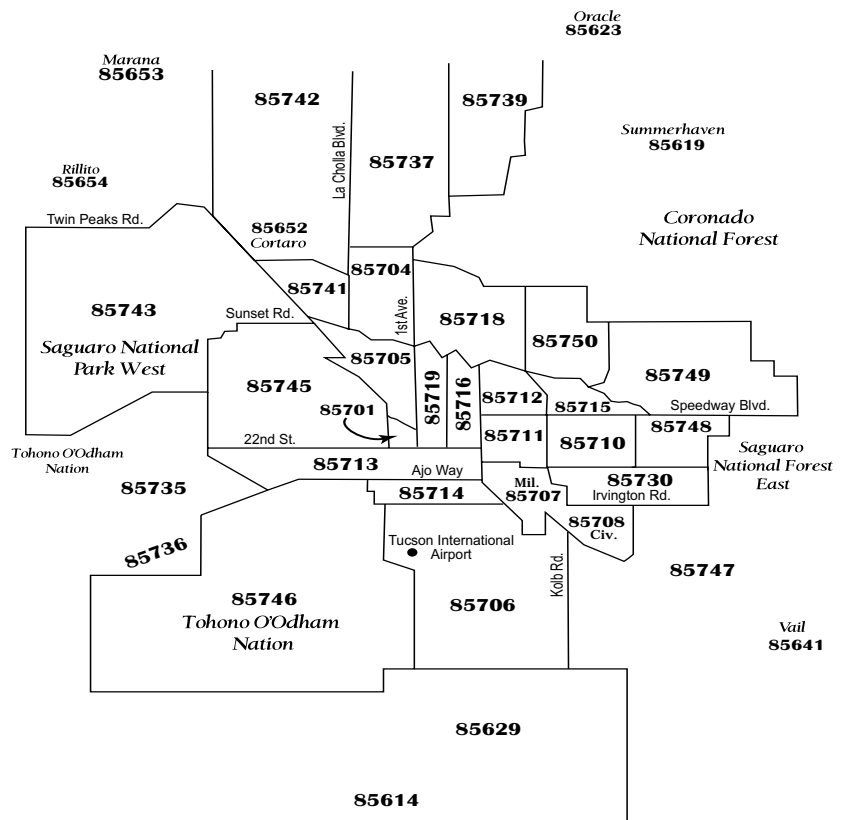 Oracle
85623
Marana
85653
85742
85739
La Cholla Blvd.
Summerhaven
85619
85737
Rillito
85654
Twin Peaks Rd.
85652
Cortaro
Coronado
National Forest
85704
85741
85743
Sunset Rd.
1st Ave.
85718
85750
Saguaro National
Park West
85705
85719
85716
85749
85745
85712
85715
Speedway Blvd.
85701
85748
22nd St.
85711
85710
Tohono O'Odham
Nation
Saguaro
National Forest
East
85713
Ajo Way
Mil.
85707
85730
Irvington Rd.
85735
85714
85708
Civ.
85736
Tucson International
Airport
Kolb Rd.
85747
85746
Tohono O'Odham
Nation
85706
Vail
85641
85629
85614